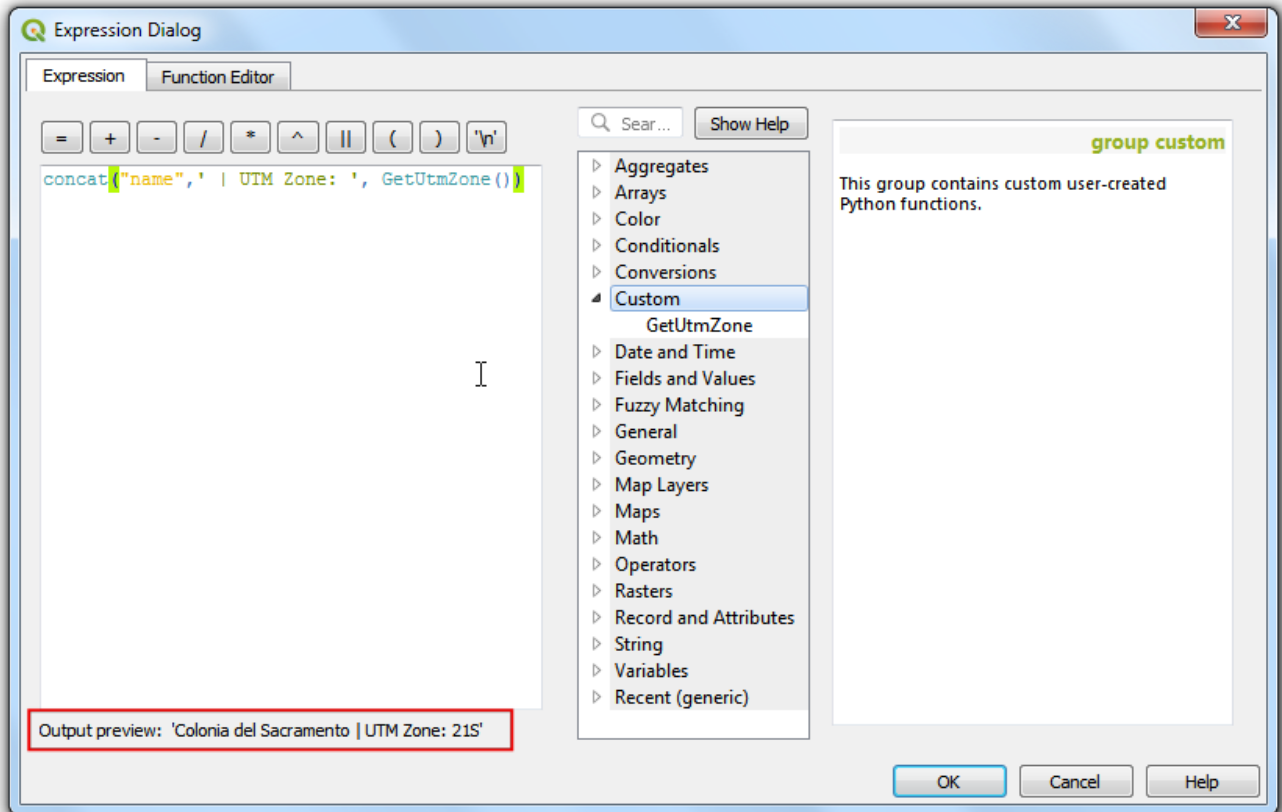 Expression Dialog
Expression
Function Editor
= + - / * ^ || ( ) '\n'
concat("name",' | UTM Zone: ', GetUtmZone())
Output preview: 'Colonia del Sacramento | UTM Zone: 21S'
Sear...
Show Help
Aggregates
Arrays
Color
Conditionals
Conversions
Custom
GetUtmZone
Date and Time
Fields and Values
Fuzzy Matching
General
Geometry
Map Layers
Maps
Math
Operators
Rasters
Record and Attributes
String
Variables
Recent (generic)
group custom
This group contains custom user-created
Python functions.
OK
Cancel
Help